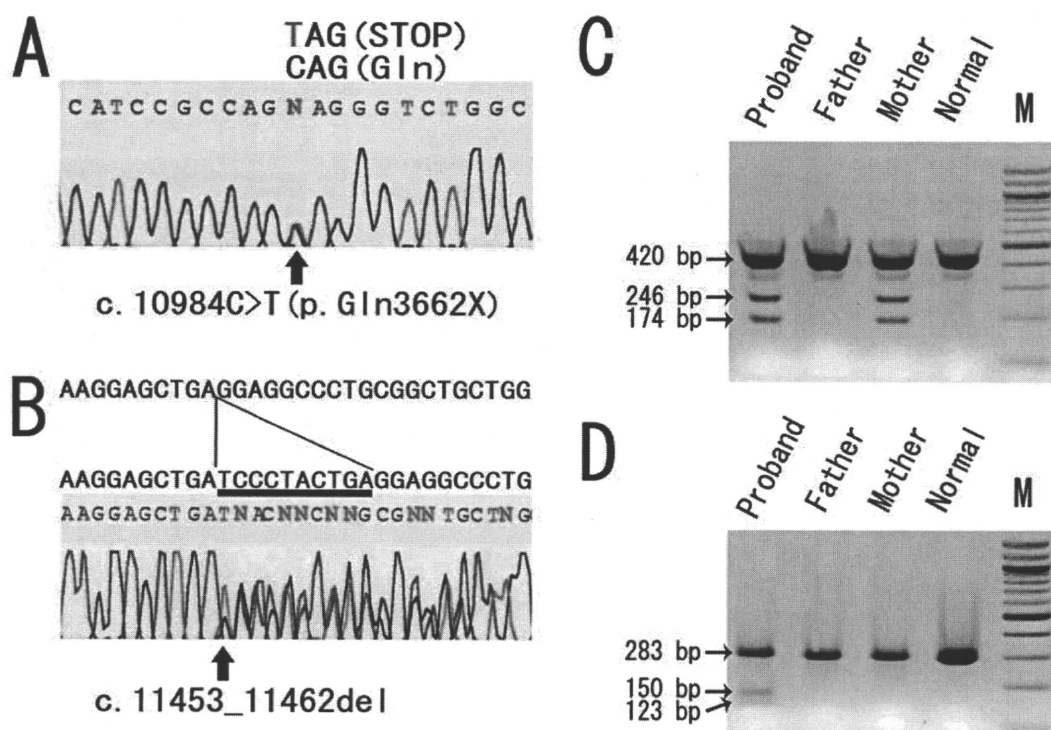 A
TAG (STOP)
CAG (Gln)
CATCCGCCAGNAGGGTCTGGC
c. 10984C>T (p. Gln3662X)
B
AAGGAGCTGAGGAGGCCCTGCGGCTGCTGG
AAGGAGCTGATCCCTACTGAGGAGGCCCTG
AAGGAGCTGATNACNNCNNGCGNNTGCTNG
c. 11453_11462del
C
Proband Father Mother Normal M
420 bp
246 bp
174 bp
D
Proband Father Mother Normal M
283 bp
150 bp
123 bp